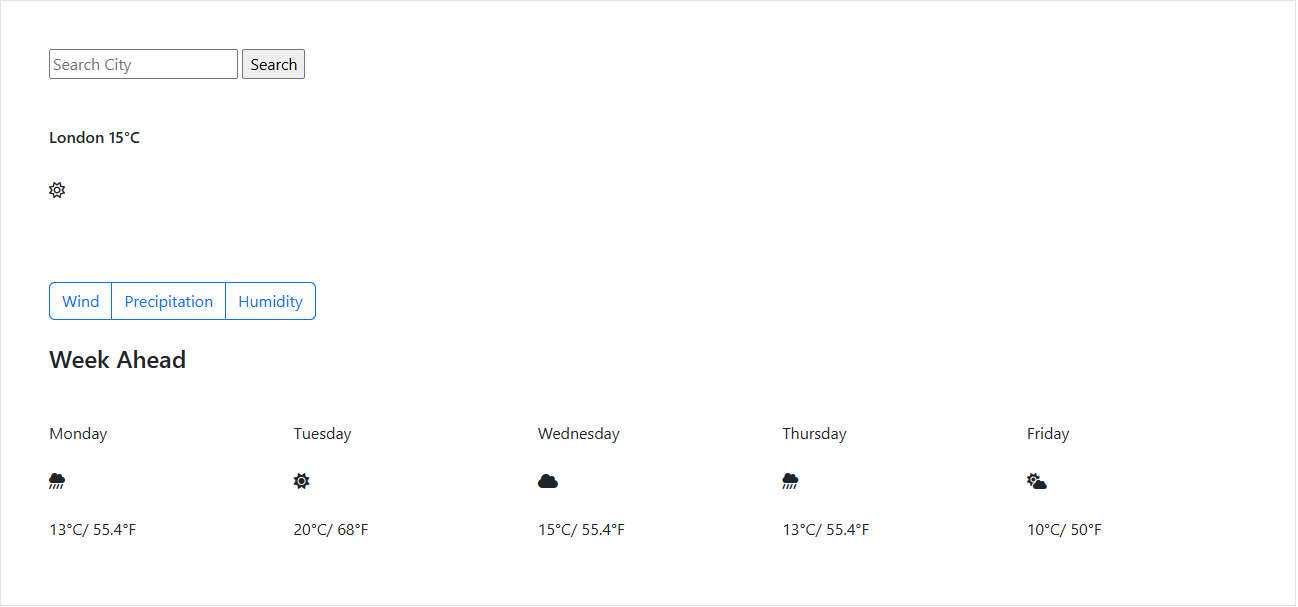 Search City Search
London 15°C
Wind Precipitation Humidity
Week Ahead
Monday Tuesday Wednesday Thursday Friday
13°C/ 55.4°F 20°C/ 68°F 15°C/ 55.4°F 13°C/ 55.4°F 10°C/ 50°F